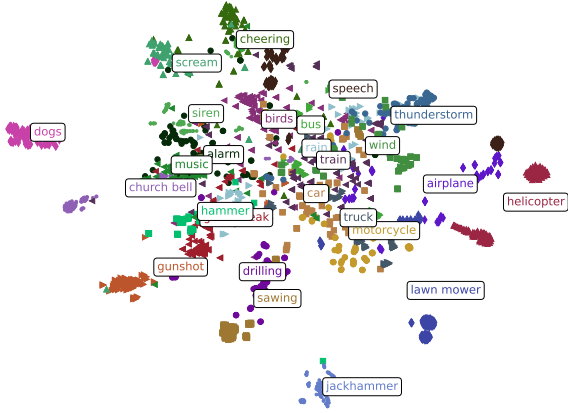 cheering
scream
speech
siren
birds
bus
thunderstorm
dogs
rain
wind
alarm
train
music
church bell
car
airplane
helicopter
hammer
eak
truck
motorcycle
gunshot
drilling
sawing
lawn mower
jackhammer